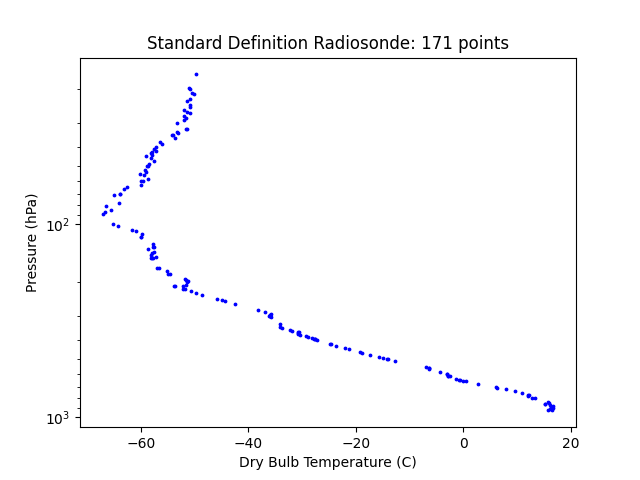 Standard Definition Radiosonde: 171 points
Pressure (hPa)
10²
10³
−60
−40
−20
0
20
Dry Bulb Temperature (C)